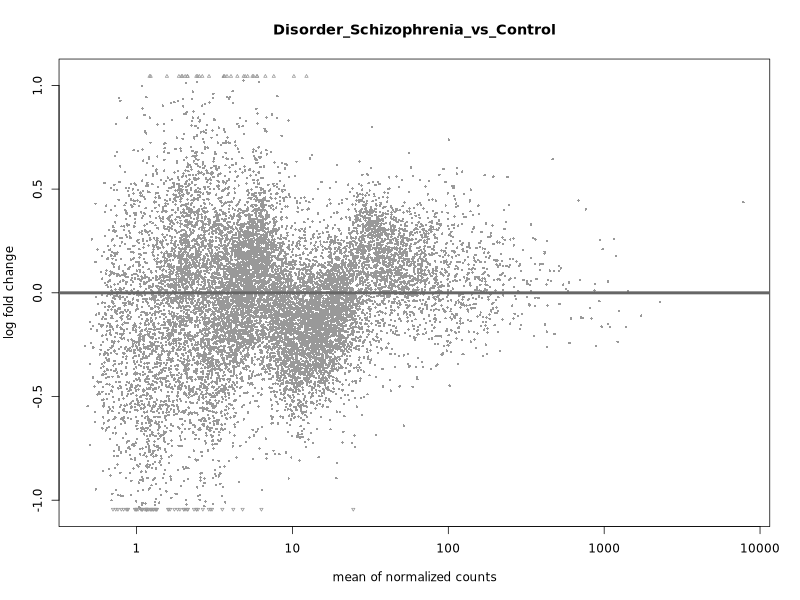 Disorder_Schizophrenia_vs_Control
log fold change
1.0
0.5
0.0
-0.5
-1.0
1 10 100 1000 10000
mean of normalized counts